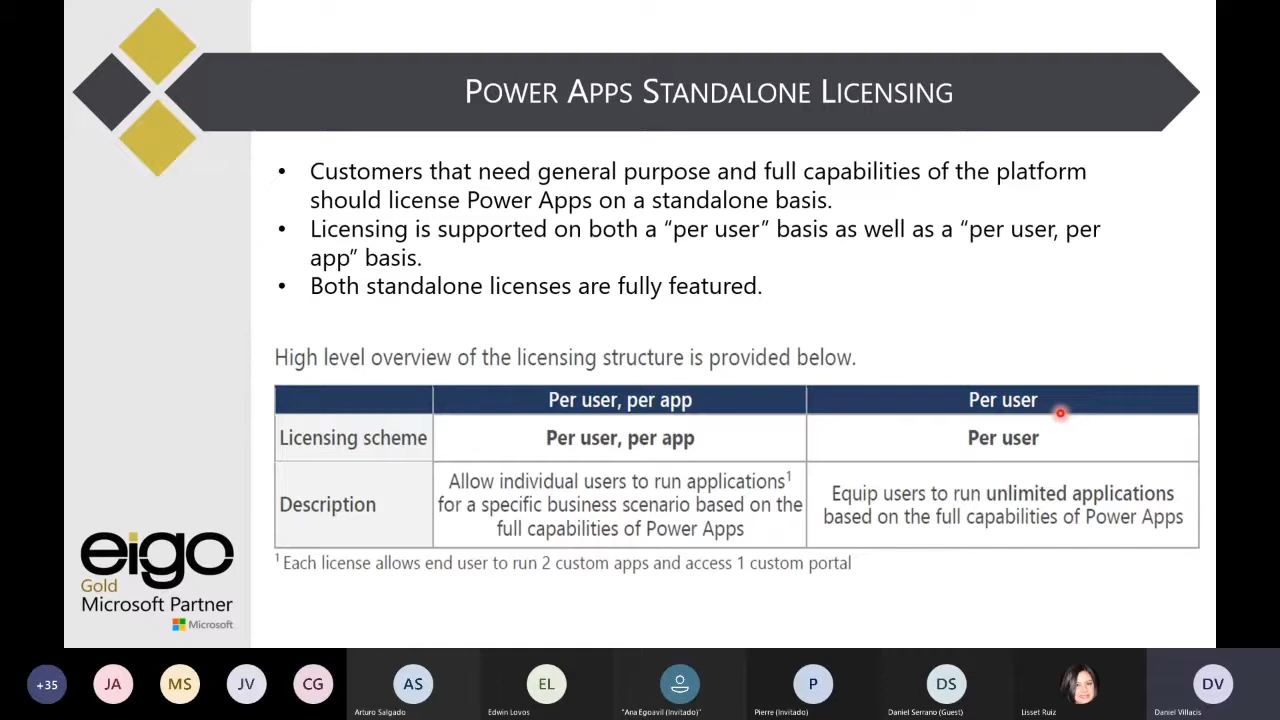 POWER APPS STANDALONE LICENSING
• Customers that need general purpose and full capabilities of the platform
should license Power Apps on a standalone basis.
• Licensing is supported on both a “per user” basis as well as a “per user, per
app” basis.
• Both standalone licenses are fully featured.
High level overview of the licensing structure is provided below.
Per user, per app
Per user
Licensing scheme
Per user, per app
Per user
Description
Allow individual users to run applications¹
for a specific business scenario based on the
full capabilities of Power Apps
Equip users to run unlimited applications
based on the full capabilities of Power Apps
¹ Each license allows end user to run 2 custom apps and access 1 custom portal
eigo
Gold
Microsoft Partner
Microsoft
+35
JA
MS
JV
CG
AS
Arturo Salgado
EL
Edwin Lovos
"Ana Egoavil (Invitado)"
P
Pierre (Invitado)
DS
Daniel Serrano (Guest)
Lisset Ruiz
DV
Daniel Villacis